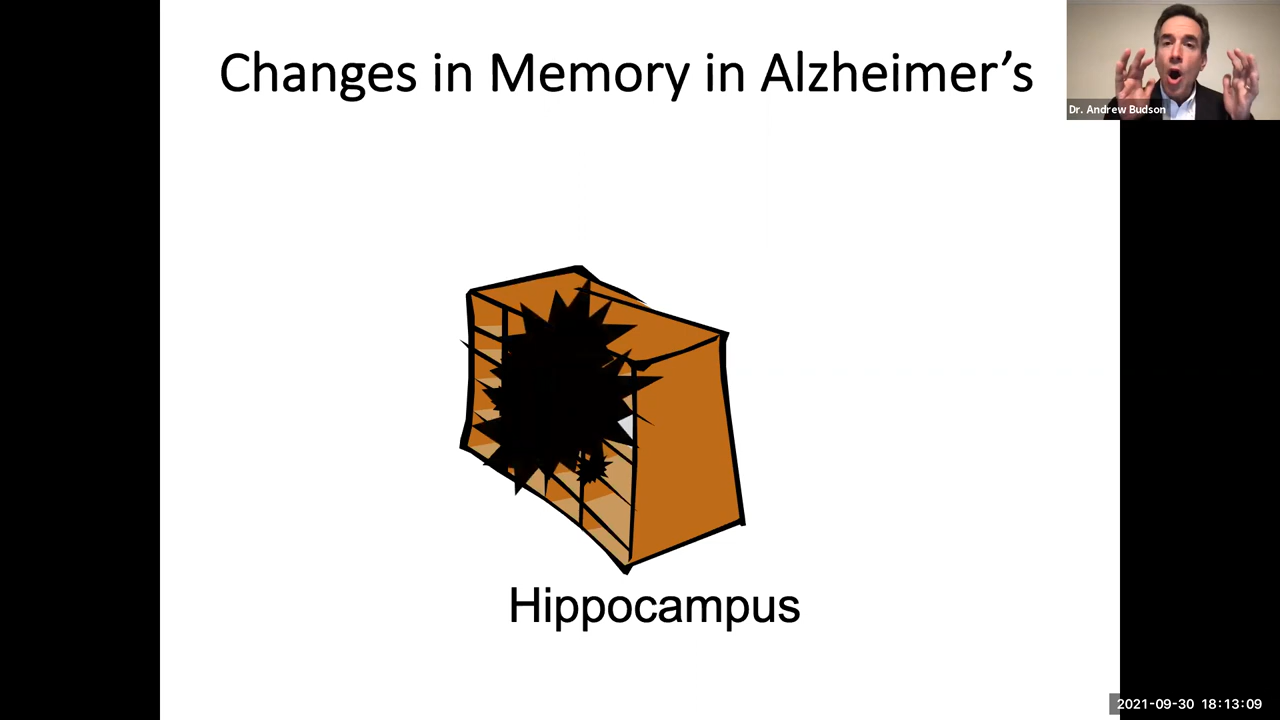 Changes in Memory in Alzheimer’s
Dr. Andrew Budson
Hippocampus
2021-09-30 18:13:09